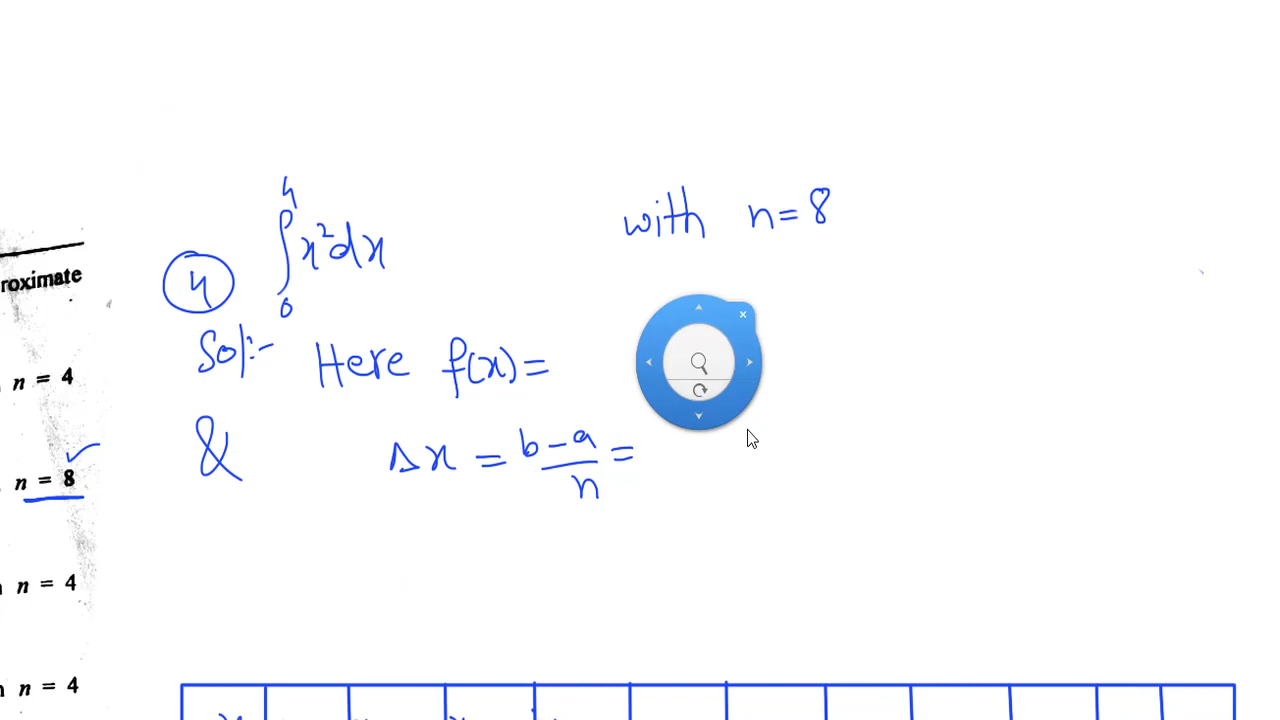 4
∫ x²dx with n=8
0
roximate
4
Sol:- Here f(x)=
n = 4
& Δx = b-a/n =
n = 8
n = 4
n = 4